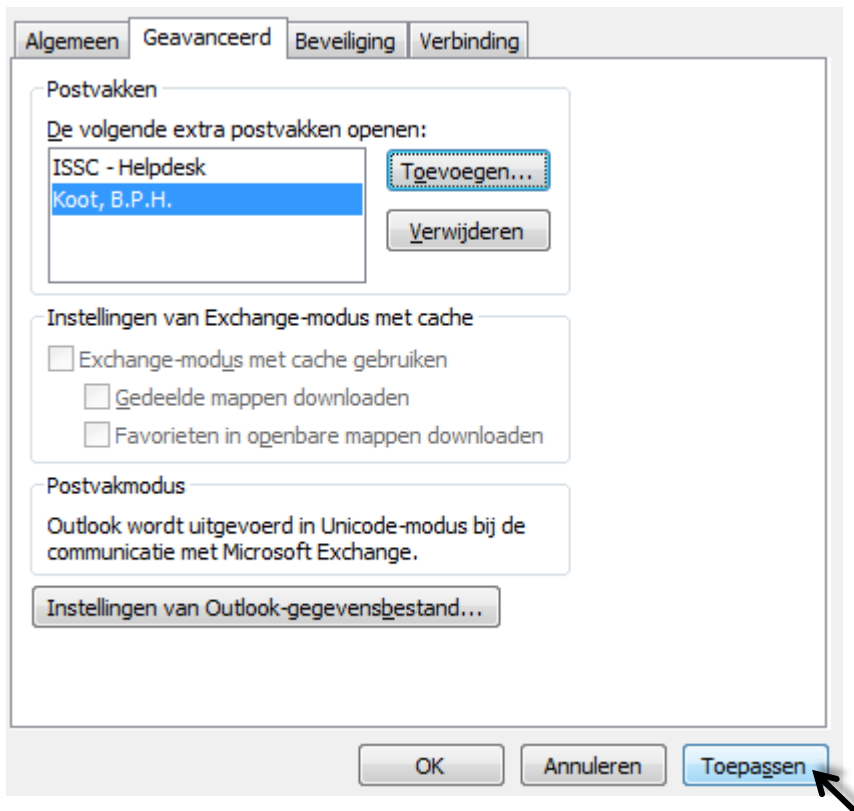 Algemeen Geavanceerd Beveiliging Verbinding
Postvakken
De volgende extra postvakken openen:
ISSC - Helpdesk
Koot, B.P.H.
Toevoegen...
Verwijderen
Instellingen van Exchange-modus met cache
Exchange-modus met cache gebruiken
Gedeelde mappen downloaden
Favorieten in openbare mappen downloaden
Postvakmodus
Outlook wordt uitgevoerd in Unicode-modus bij de
communicatie met Microsoft Exchange.
Instellingen van Outlook-gegevensbestand...
OK Annuleren Toepassen